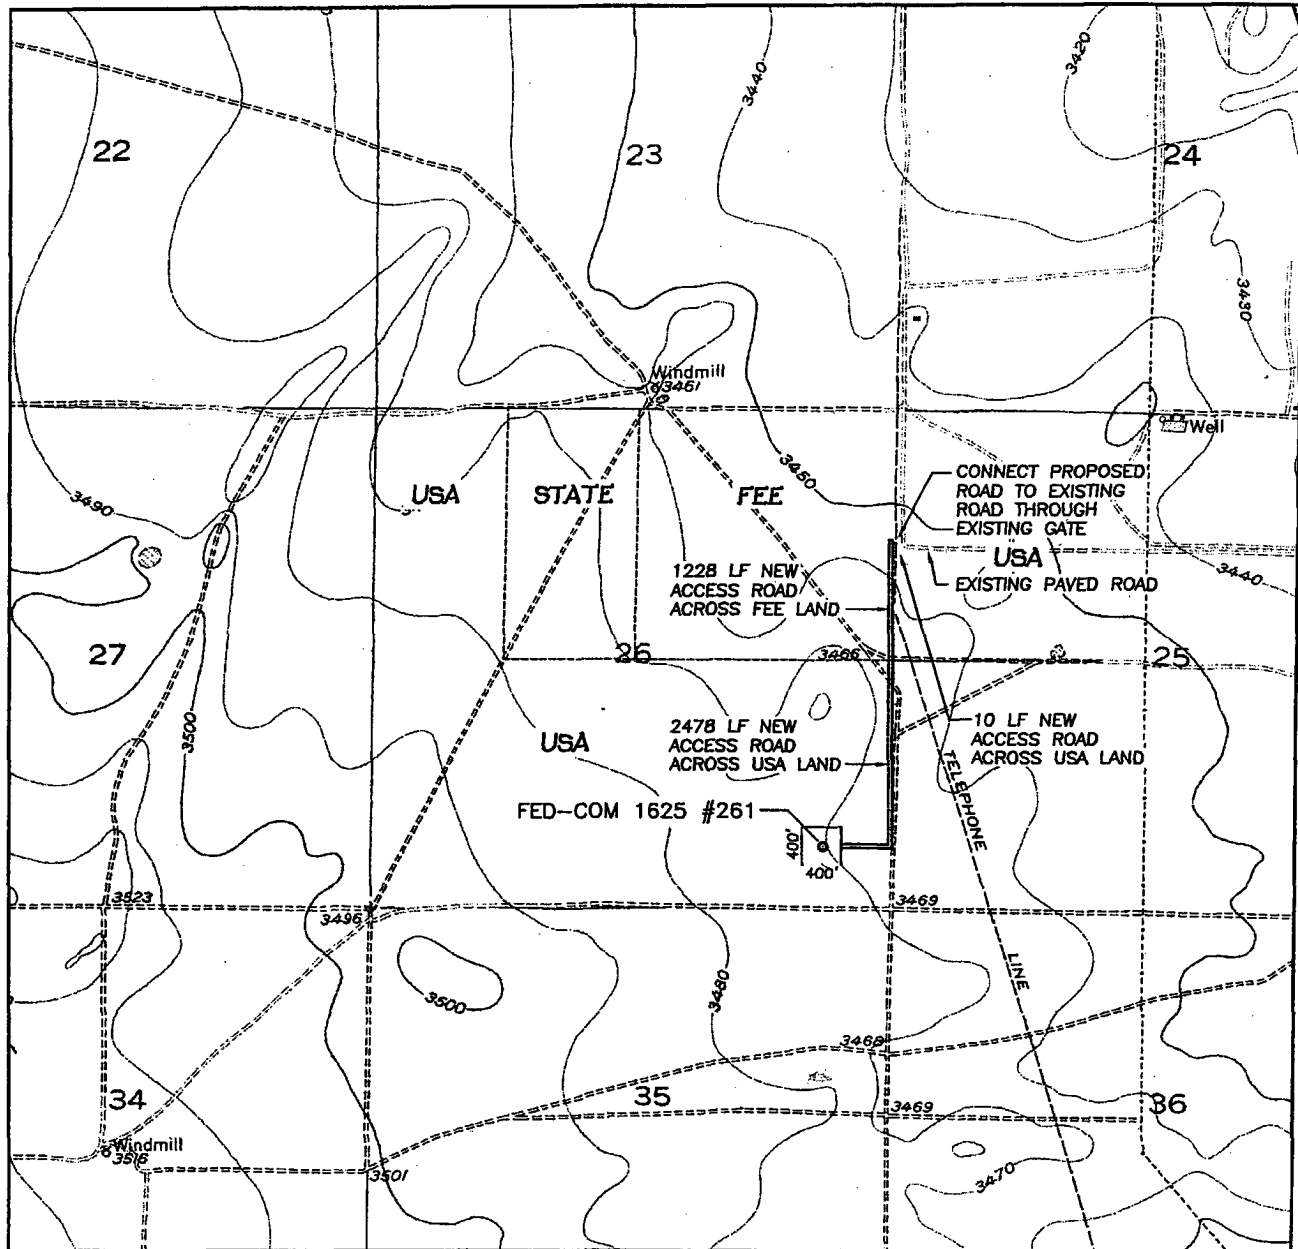 3420
3440
22
23
24
3430
Windmill
3461
Well
3490
USA
STATE
FEE
3450
CONNECT PROPOSED
ROAD TO EXISTING
ROAD THROUGH
EXISTING GATE
USA
EXISTING PAVED ROAD
3440
1228 LF NEW
ACCESS ROAD
ACROSS FEE LAND
27
26
3466
25
3500
USA
2478 LF NEW
ACCESS ROAD
ACROSS USA LAND
10 LF NEW
ACCESS ROAD
ACROSS USA LAND
TELEPHONE
LINE
FED-COM 1625 #261
400'
400'
3523
3496
3469
3500
3480
3468
34
35
3469
36
Windmill
3516
3501
3470